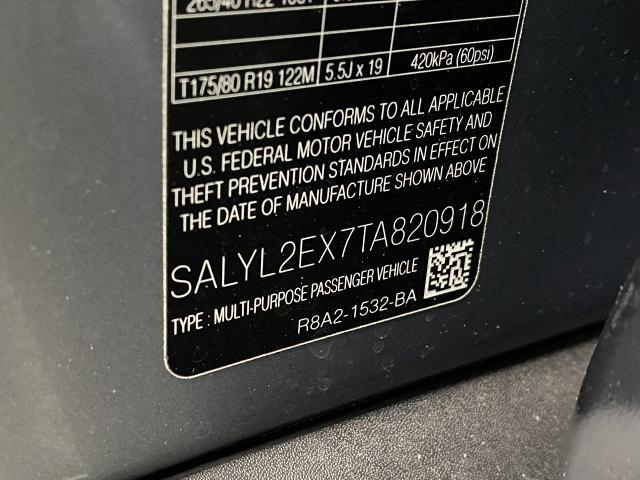 T175/80 R19 122M 5.5J x 19 420kPa (60psi)
THIS VEHICLE CONFORMS TO ALL APPLICABLE
U.S. FEDERAL MOTOR VEHICLE SAFETY AND
THEFT PREVENTION STANDARDS IN EFFECT ON
THE DATE OF MANUFACTURE SHOWN ABOVE
SALYL2EX7TA820918
TYPE : MULTI-PURPOSE PASSENGER VEHICLE
R8A2-1532-BA